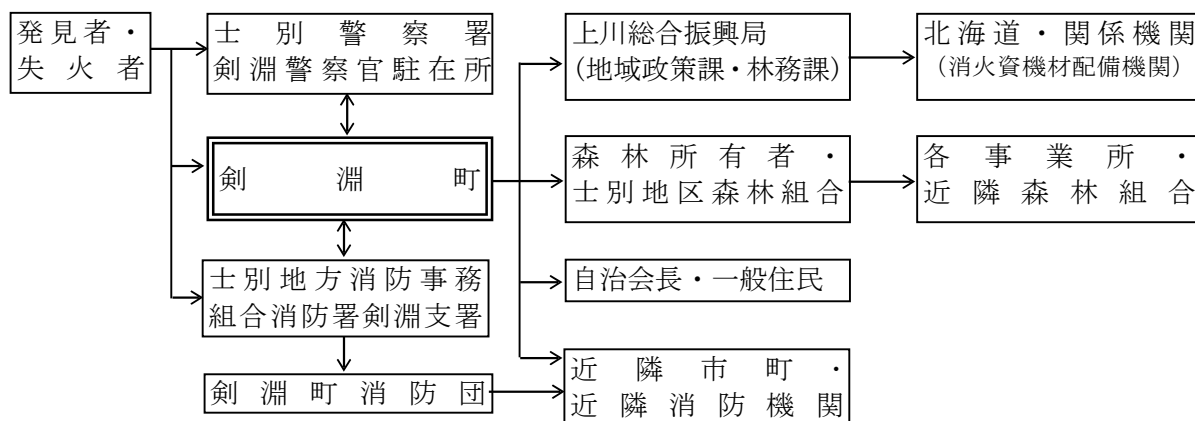 発見者・
失火者
士別警察署
剣淵警察官駐在所
剣淵町
士別地方消防事務
組合消防署剣淵支署
剣淵町消防団
上川総合振興局
(地域政策課・林務課)
森林所有者・
士別地区森林組合
自治会長・一般住民
近隣市町・
近隣消防機関
北海道・関係機関
(消火資機材配備機関)
各事業所・
近隣森林組合